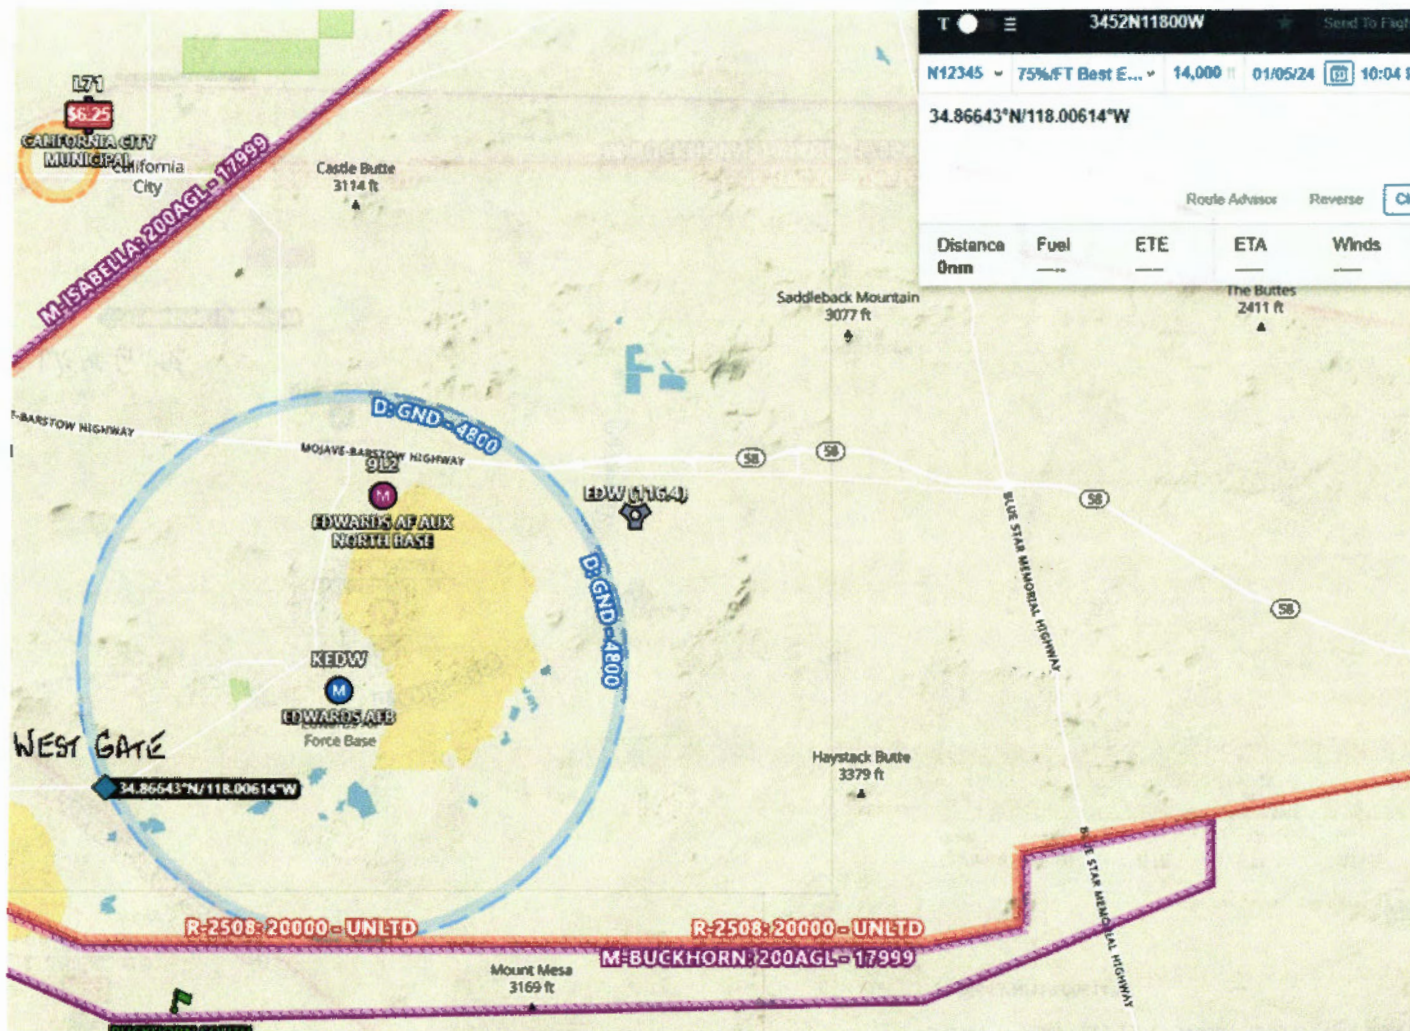 T
3452N11800W
Send To Fligh
N12345
75%/FT Best E...
14,000
01/05/24
10:04
34.86643°N/118.00614°W
Route Advisor
Reverse
Distance Fuel ETE ETA Winds
0nm --.-- ---- ---- ----
L71
$6.25
CALIFORNIA CITY
MUNICIPAL
California
City
M-ISABELLA: 200AGL - 17999
Castle Butte
3114 ft
Saddleback Mountain
3077 ft
The Buttes
2411 ft
D: GND - 4800
E-BARSTOW HIGHWAY
MOJAVE-BARSTOW HIGHWAY
9L2
M
EDWARDS AF AUX
NORTH BASE
EDW (116.4)
58
58
58
58
BLUE STAR MEMORIAL HIGHWAY
D: GND - 4800
KEDW
M
EDWARDS AFB
Force Base
WEST GATE
34.86643°N/118.00614°W
Haystack Butte
3379 ft
BLUE STAR MEMORIAL HIGHWAY
R-2508: 20000 - UNLTD
R-2508: 20000 - UNLTD
M-BUCKHORN: 200AGL - 17999
Mount Mesa
3169 ft